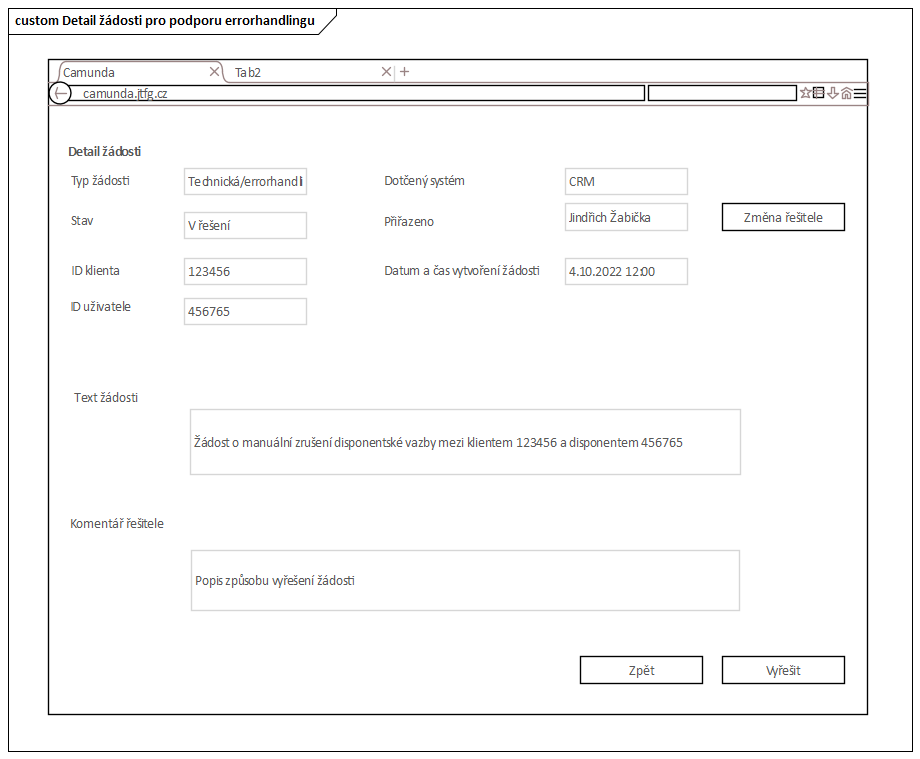 custom Detail žádosti pro podporu errorhandlingu
Camunda
Tab2
camunda.jtfg.cz
Detail žádosti
Typ žádosti
Technická/errorhandli
Dotčený systém
CRM
Stav
V řešení
Přiřazeno
Jindřich Žabička
Změna řešitele
ID klienta
123456
Datum a čas vytvoření žádosti
4.10.2022 12:00
ID uživatele
456765
Text žádosti
Žádost o manuální zrušení disponentské vazby mezi klientem 123456 a disponentem 456765
Komentář řešitele
Popis způsobu vyřešení žádosti
Zpět
Vyřešit